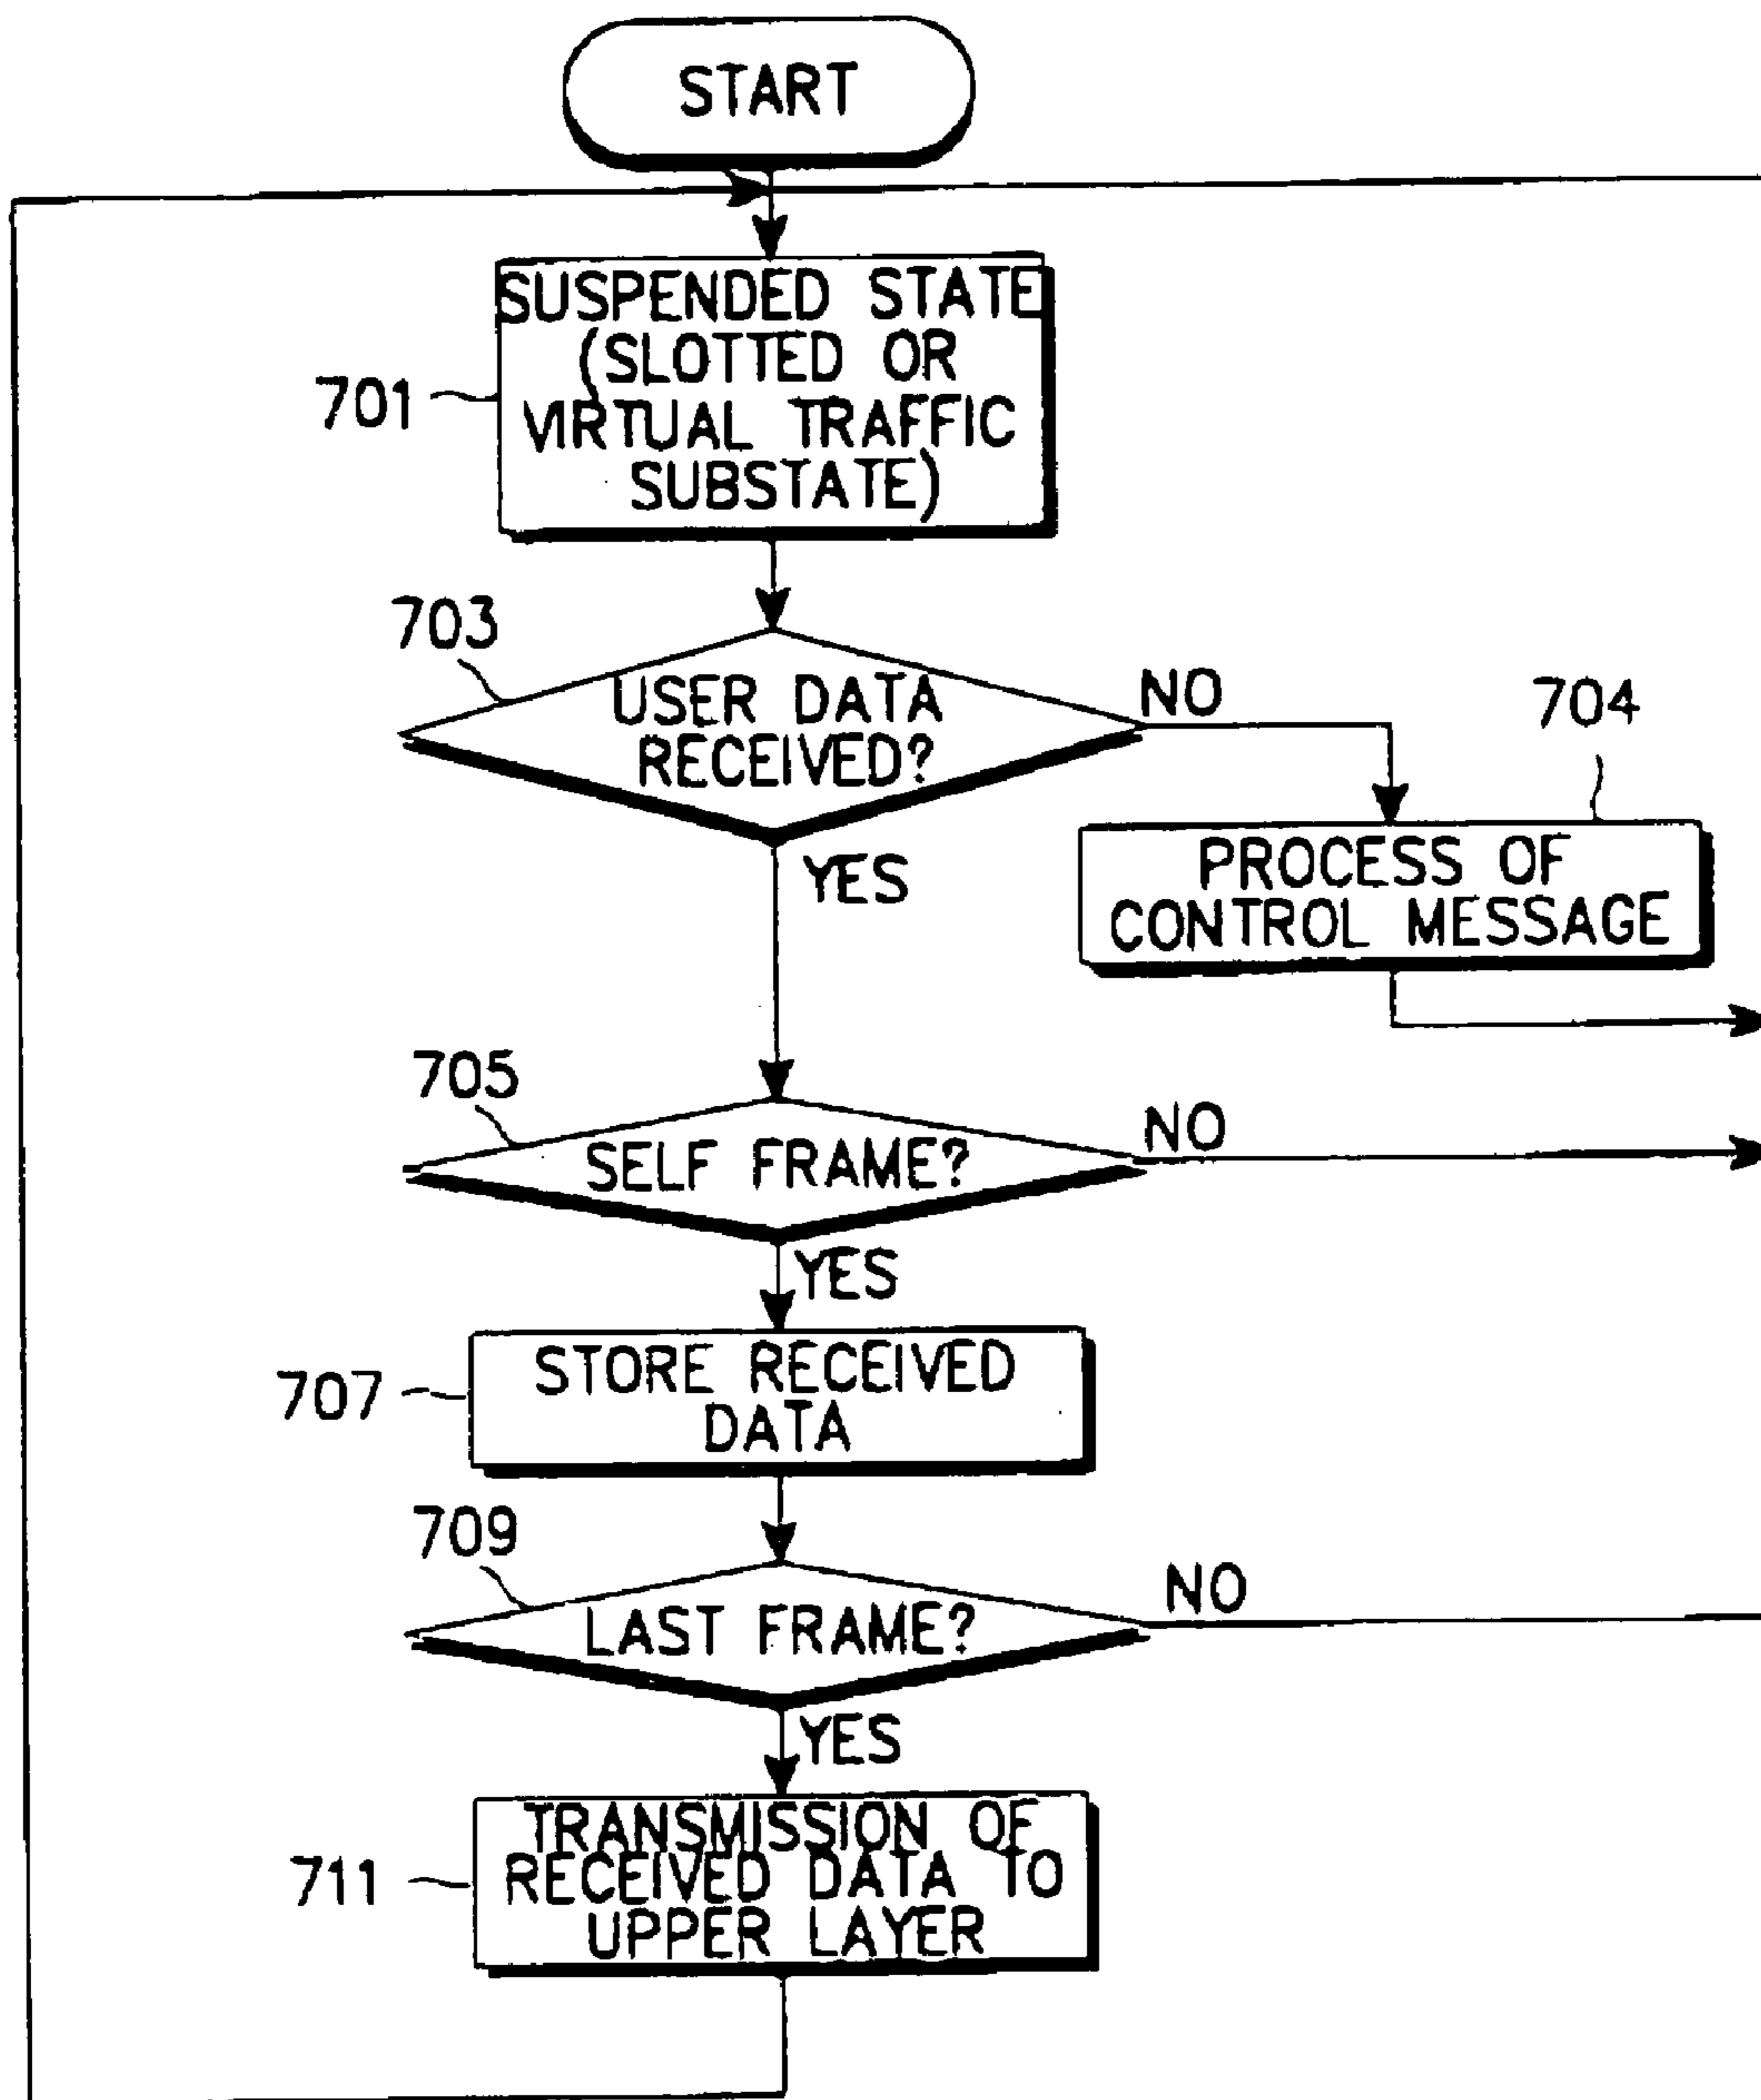 START
SUSPENDED STATE
(SLOTTED OR
VIRTUAL TRAFFIC
SUBSTATE)
701
703
USER DATA
RECEIVED?
NO
704
YES
PROCESS OF
CONTROL MESSAGE
705
SELF FRAME?
NO
YES
707
STORE RECEIVED
DATA
709
LAST FRAME?
NO
YES
711
TRANSMISSION OF
RECEIVED DATA TO
UPPER LAYER